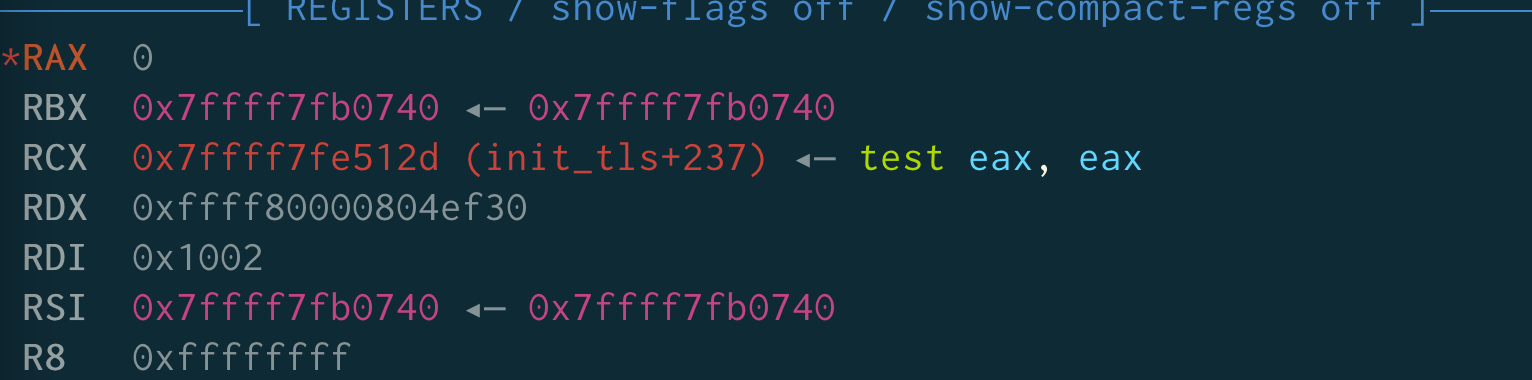 [ REGISTERS / show-flags off / show-compact-regs off ]
*RAX 0
RBX 0x7ffff7fb0740 ◂— 0x7ffff7fb0740
RCX 0x7ffff7fe512d (init_tls+237) ◂— test eax, eax
RDX 0xffff80000804ef30
RDI 0x1002
RSI 0x7ffff7fb0740 ◂— 0x7ffff7fb0740
R8 0xffffffff